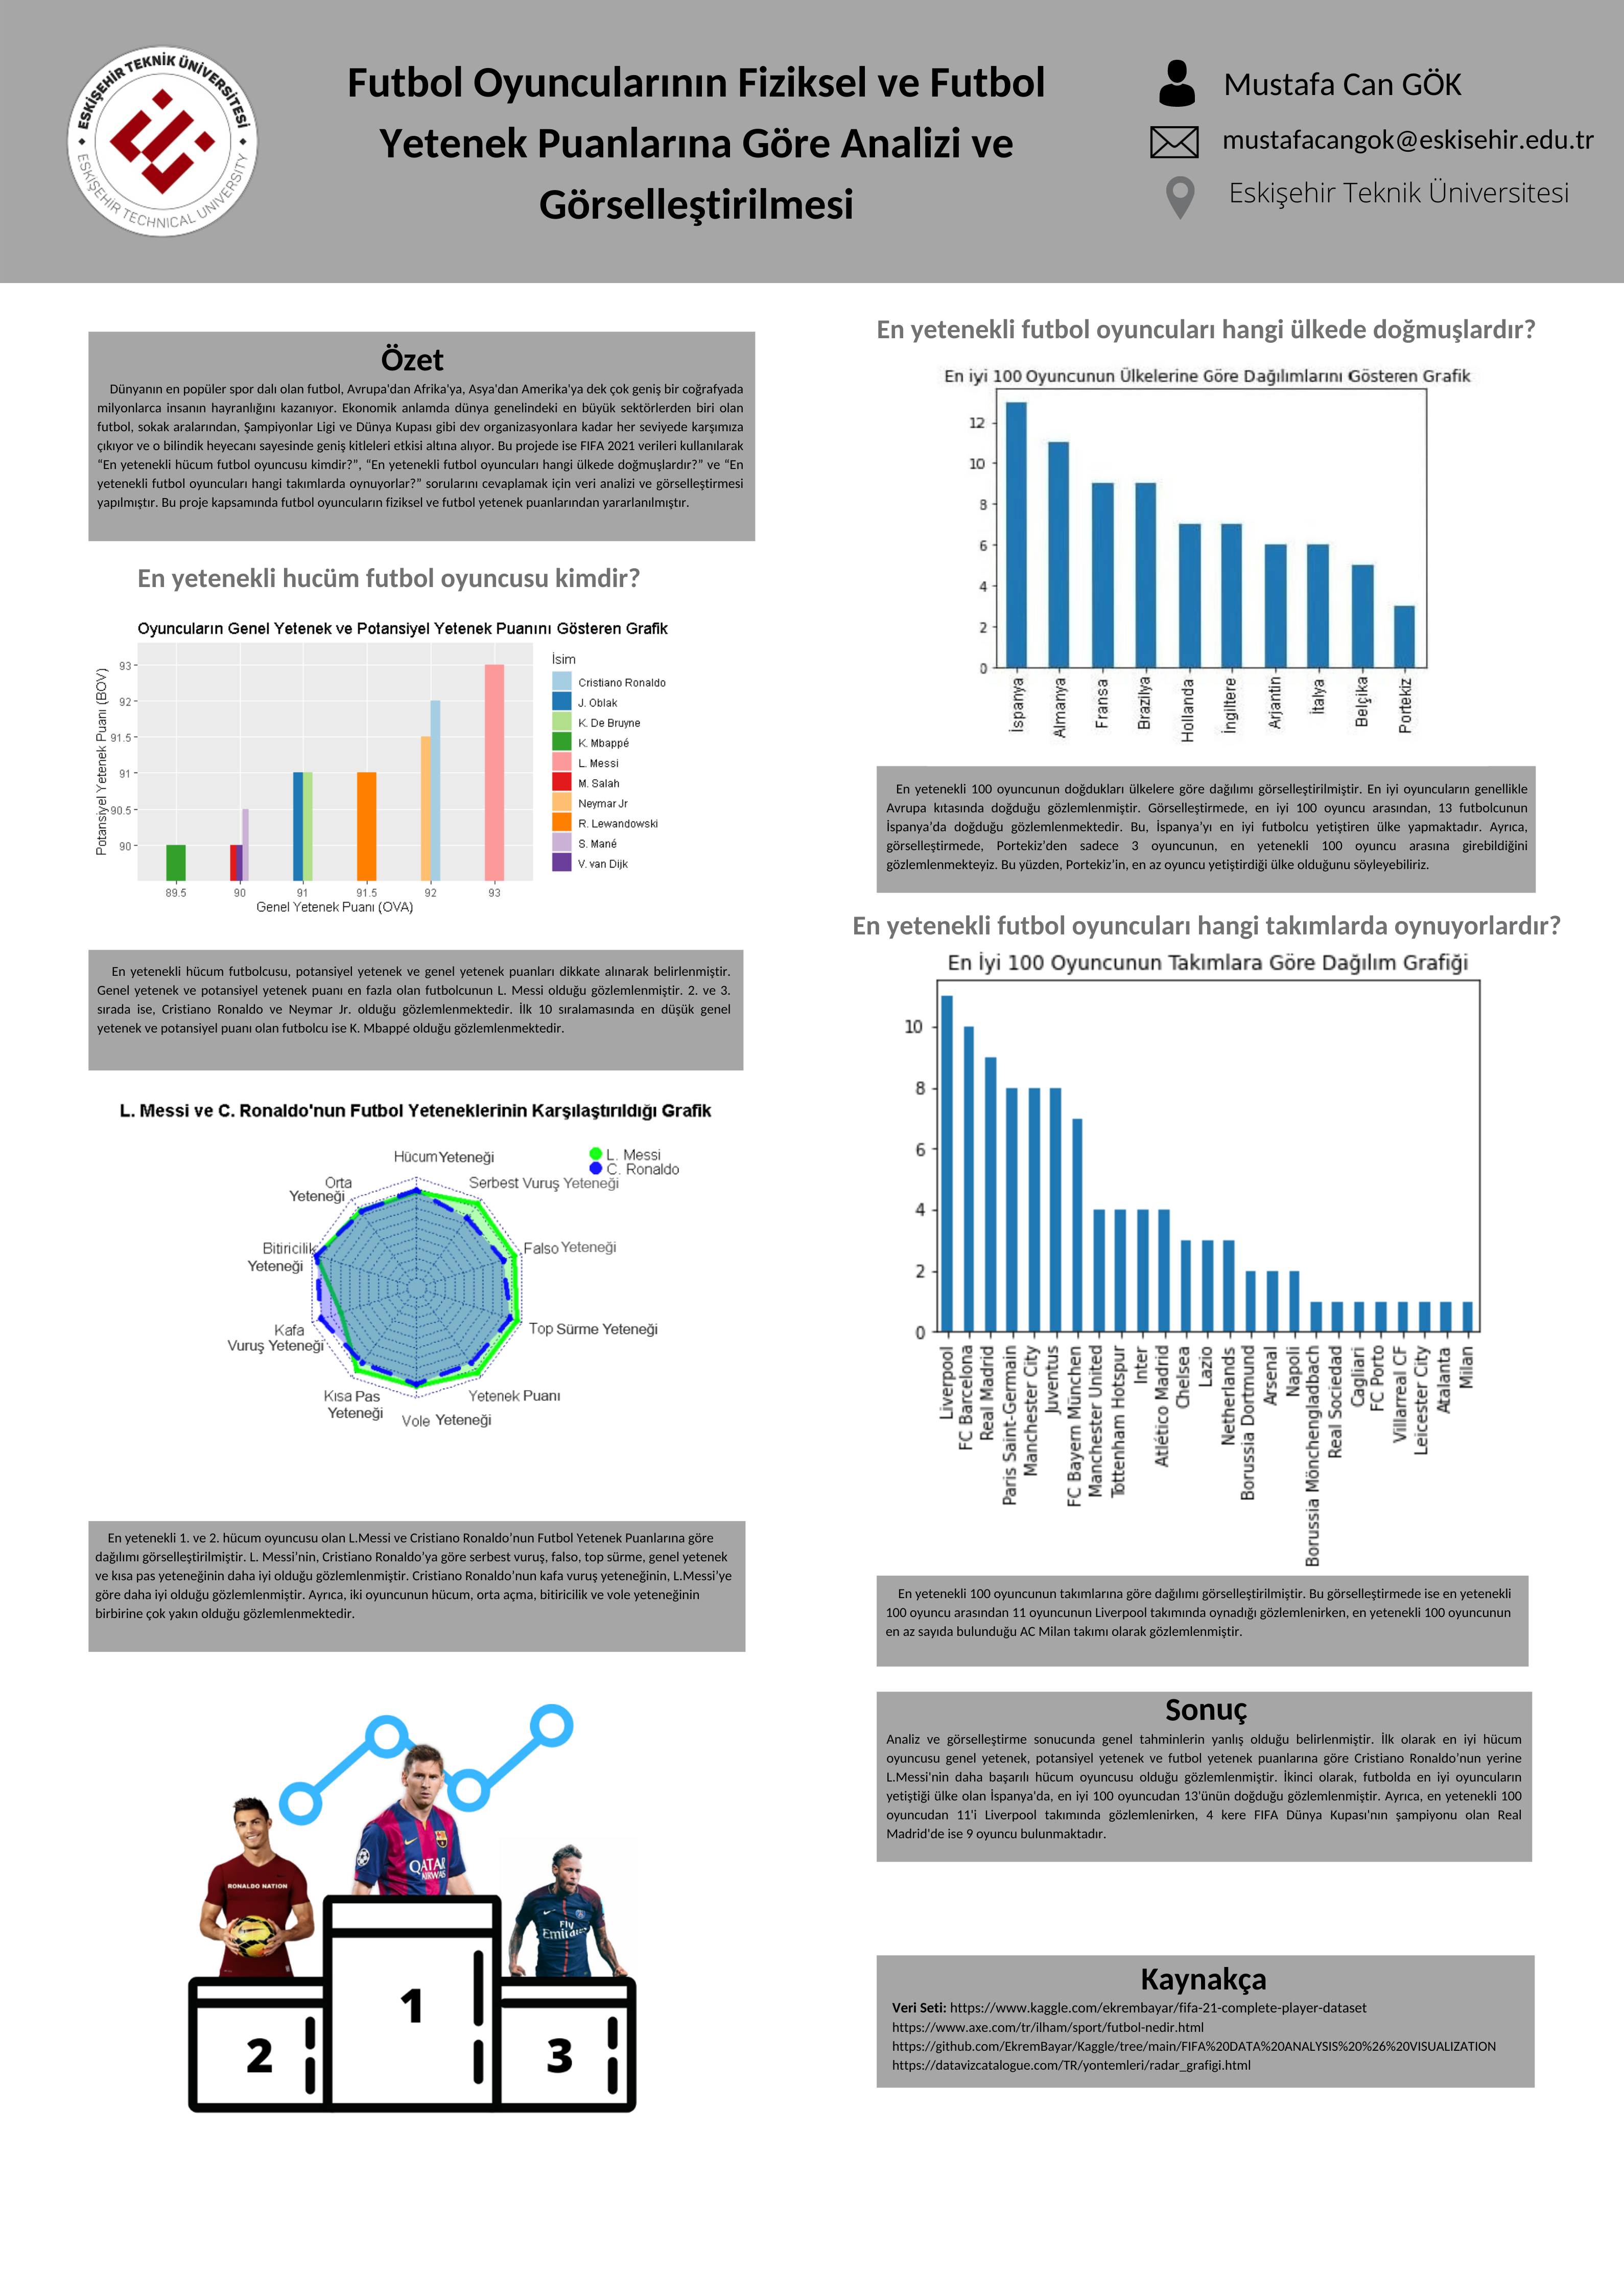 ESKİŞEHİR TEKNİK ÜNİVERSİTESİ
ESKİŞEHİR TECHNICAL UNIVERSITY
Futbol Oyuncularının Fiziksel ve Futbol
Yetenek Puanlarına Göre Analizi ve
Görselleştirilmesi
Mustafa Can GÖK
mustafacangok@eskisehir.edu.tr
Eskişehir Teknik Üniversitesi
Özet
Dünyanın en popüler spor dalı olan futbol, Avrupa'dan Afrika'ya, Asya'dan Amerika'ya dek çok geniş bir coğrafyada
milyonlarca insanın hayranlığını kazanıyor. Ekonomik anlamda dünya genelindeki en büyük sektörlerden biri olan
futbol, sokak aralarından, Şampiyonlar Ligi ve Dünya Kupası gibi dev organizasyonlara kadar her seviyede karşımıza
çıkıyor ve o bilindik heyecanı sayesinde geniş kitleleri etkisi altına alıyor. Bu projede ise FIFA 2021 verileri kullanılarak
“En yetenekli hücum futbol oyuncusu kimdir?”, “En yetenekli futbol oyuncuları hangi ülkede doğmuşlardır?” ve “En
yetenekli futbol oyuncuları hangi takımlarda oynuyorlar?” sorularını cevaplamak için veri analizi ve görselleştirmesi
yapılmıştır. Bu proje kapsamında futbol oyuncuların fiziksel ve futbol yetenek puanlarından yararlanılmıştır.
En yetenekli hucüm futbol oyuncusu kimdir?
Oyuncuların Genel Yetenek ve Potansiyel Yetenek Puanını Gösteren Grafik
Potansiyel Yetenek Puanı (BOV)
93
92
91.5
91
90.5
90
89.5 90 91 91.5 92 93
Genel Yetenek Puanı (OVA)
İsim
Cristiano Ronaldo
J. Oblak
K. De Bruyne
K. Mbappé
L. Messi
M. Salah
Neymar Jr
R. Lewandowski
S. Mané
V. van Dijk
En yetenekli hücum futbolcusu, potansiyel yetenek ve genel yetenek puanları dikkate alınarak belirlenmiştir.
Genel yetenek ve potansiyel yetenek puanı en fazla olan futbolcunun L. Messi olduğu gözlemlenmiştir. 2. ve 3.
sırada ise, Cristiano Ronaldo ve Neymar Jr. olduğu gözlemlenmektedir. İlk 10 sıralamasında en düşük genel
yetenek ve potansiyel puanı olan futbolcu ise K. Mbappé olduğu gözlemlenmektedir.
L. Messi ve C. Ronaldo'nun Futbol Yeteneklerinin Karşılaştırıldığı Grafik
L. Messi
C. Ronaldo
Hücum Yeteneği
Serbest Vuruş Yeteneği
Orta
Yeteneği
Bitiricilik
Yeteneği
Falso Yeteneği
Kafa
Vuruş Yeteneği
Top Sürme Yeteneği
Kısa Pas
Yeteneği
Yetenek Puanı
Vole Yeteneği
En yetenekli 1. ve 2. hücum oyuncusu olan L.Messi ve Cristiano Ronaldo’nun Futbol Yetenek Puanlarına göre
dağılımı görselleştirilmiştir. L. Messi’nin, Cristiano Ronaldo’ya göre serbest vuruş, falso, top sürme, genel yetenek
ve kısa pas yeteneğinin daha iyi olduğu gözlemlenmiştir. Cristiano Ronaldo’nun kafa vuruş yeteneğinin, L.Messi’ye
göre daha iyi olduğu gözlemlenmiştir. Ayrıca, iki oyuncunun hücum, orta açma, bitiricilik ve vole yeteneğinin
birbirine çok yakın olduğu gözlemlenmektedir.
RONALDO NATION
QATAR
AIRWAYS
Fly
Emirates
1
2
3
En yetenekli futbol oyuncuları hangi ülkede doğmuşlardır?
En iyi 100 Oyuncunun Ülkelerine Göre Dağılımlarını Gösteren Grafik
12
10
8
6
4
2
0
İspanya
Almanya
Fransa
Brazilya
Hollanda
İngiltere
Arjantin
İtalya
Belçika
Portekiz
En yetenekli 100 oyuncunun doğdukları ülkelere göre dağılımı görselleştirilmiştir. En iyi oyuncuların genellikle
Avrupa kıtasında doğduğu gözlemlenmiştir. Görselleştirmede, en iyi 100 oyuncu arasından, 13 futbolcunun
İspanya’da doğduğu gözlemlenmektedir. Bu, İspanya’yı en iyi futbolcu yetiştiren ülke yapmaktadır. Ayrıca,
görselleştirmede, Portekiz’den sadece 3 oyuncunun, en yetenekli 100 oyuncu arasına girebildiğini
gözlemlenmekteyiz. Bu yüzden, Portekiz’in, en az oyuncu yetiştirdiği ülke olduğunu söyleyebiliriz.
En yetenekli futbol oyuncuları hangi takımlarda oynuyorlardır?
En İyi 100 Oyuncunun Takımlara Göre Dağılım Grafiği
10
8
6
4
2
0
Liverpool
FC Barcelona
Real Madrid
Paris Saint-Germain
Manchester City
Juventus
FC Bayern München
Manchester United
Tottenham Hotspur
Inter
Atlético Madrid
Chelsea
Lazio
Netherlands
Borussia Dortmund
Arsenal
Napoli
Borussia Mönchengladbach
Real Sociedad
Cagliari
FC Porto
Villarreal CF
Leicester City
Atalanta
Milan
En yetenekli 100 oyuncunun takımlarına göre dağılımı görselleştirilmiştir. Bu görselleştirmede ise en yetenekli
100 oyuncu arasından 11 oyuncunun Liverpool takımında oynadığı gözlemlenirken, en yetenekli 100 oyuncunun
en az sayıda bulunduğu AC Milan takımı olarak gözlemlenmiştir.
Sonuç
Analiz ve görselleştirme sonucunda genel tahminlerin yanlış olduğu belirlenmiştir. İlk olarak en iyi hücum
oyuncusu genel yetenek, potansiyel yetenek ve futbol yetenek puanlarına göre Cristiano Ronaldo’nun yerine
L.Messi'nin daha başarılı hücum oyuncusu olduğu gözlemlenmiştir. İkinci olarak, futbolda en iyi oyuncuların
yetiştiği ülke olan İspanya'da, en iyi 100 oyuncudan 13'ünün doğduğu gözlemlenmiştir. Ayrıca, en yetenekli 100
oyuncudan 11'i Liverpool takımında gözlemlenirken, 4 kere FIFA Dünya Kupası'nın şampiyonu olan Real
Madrid'de ise 9 oyuncu bulunmaktadır.
Kaynakça
Veri Seti: https://www.kaggle.com/ekrembayar/fifa-21-complete-player-dataset
https://www.axe.com/tr/ilham/sport/futbol-nedir.html
https://github.com/EkremBayar/Kaggle/tree/main/FIFA%20DATA%20ANALYSIS%20%26%20VISUALIZATION
https://datavizcatalogue.com/TR/yontemleri/radar_grafigi.html